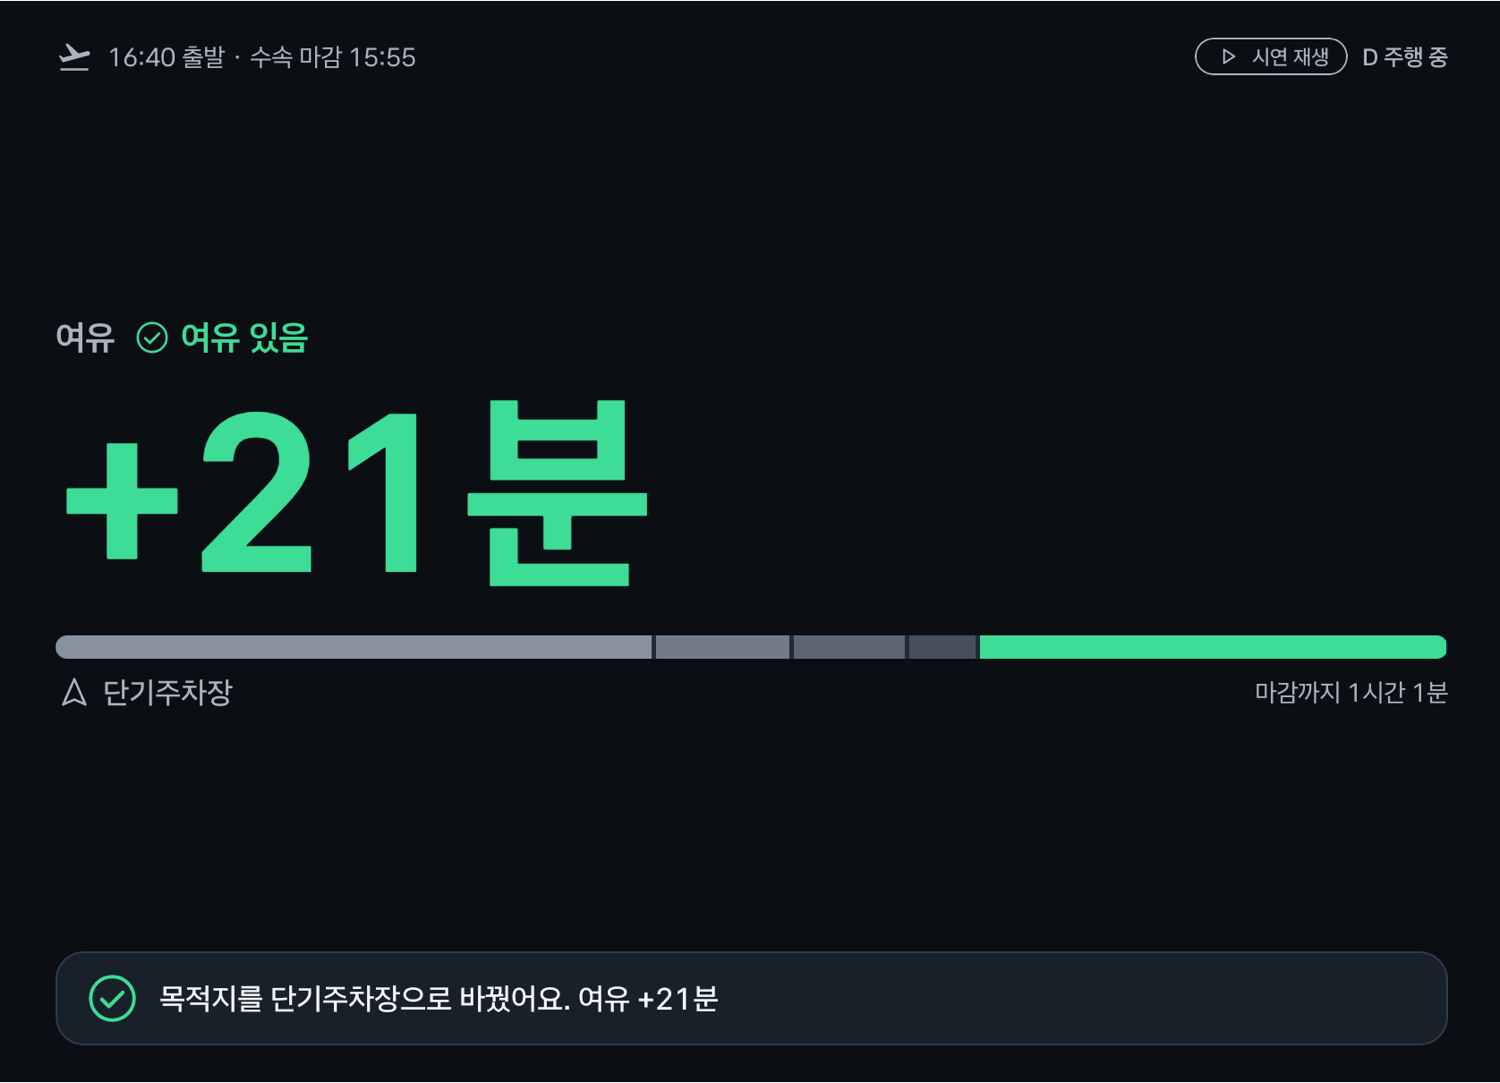 16:40 출발 · 수속 마감 15:55
시연 재생
D 주행 중
여유
여유 있음
+21분
단기주차장
마감까지 1시간 1분
목적지를 단기주차장으로 바꿨어요. 여유 +21분